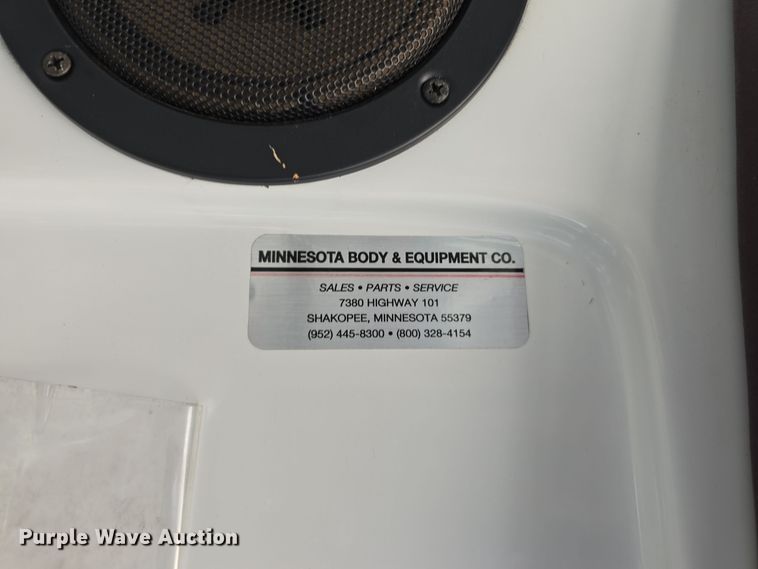 MINNESOTA BODY & EQUIPMENT CO.
SALES • PARTS • SERVICE
7380 HIGHWAY 101
SHAKOPEE, MINNESOTA 55379
(952) 445-8300 • (800) 328-4154
Purple Wave Auction